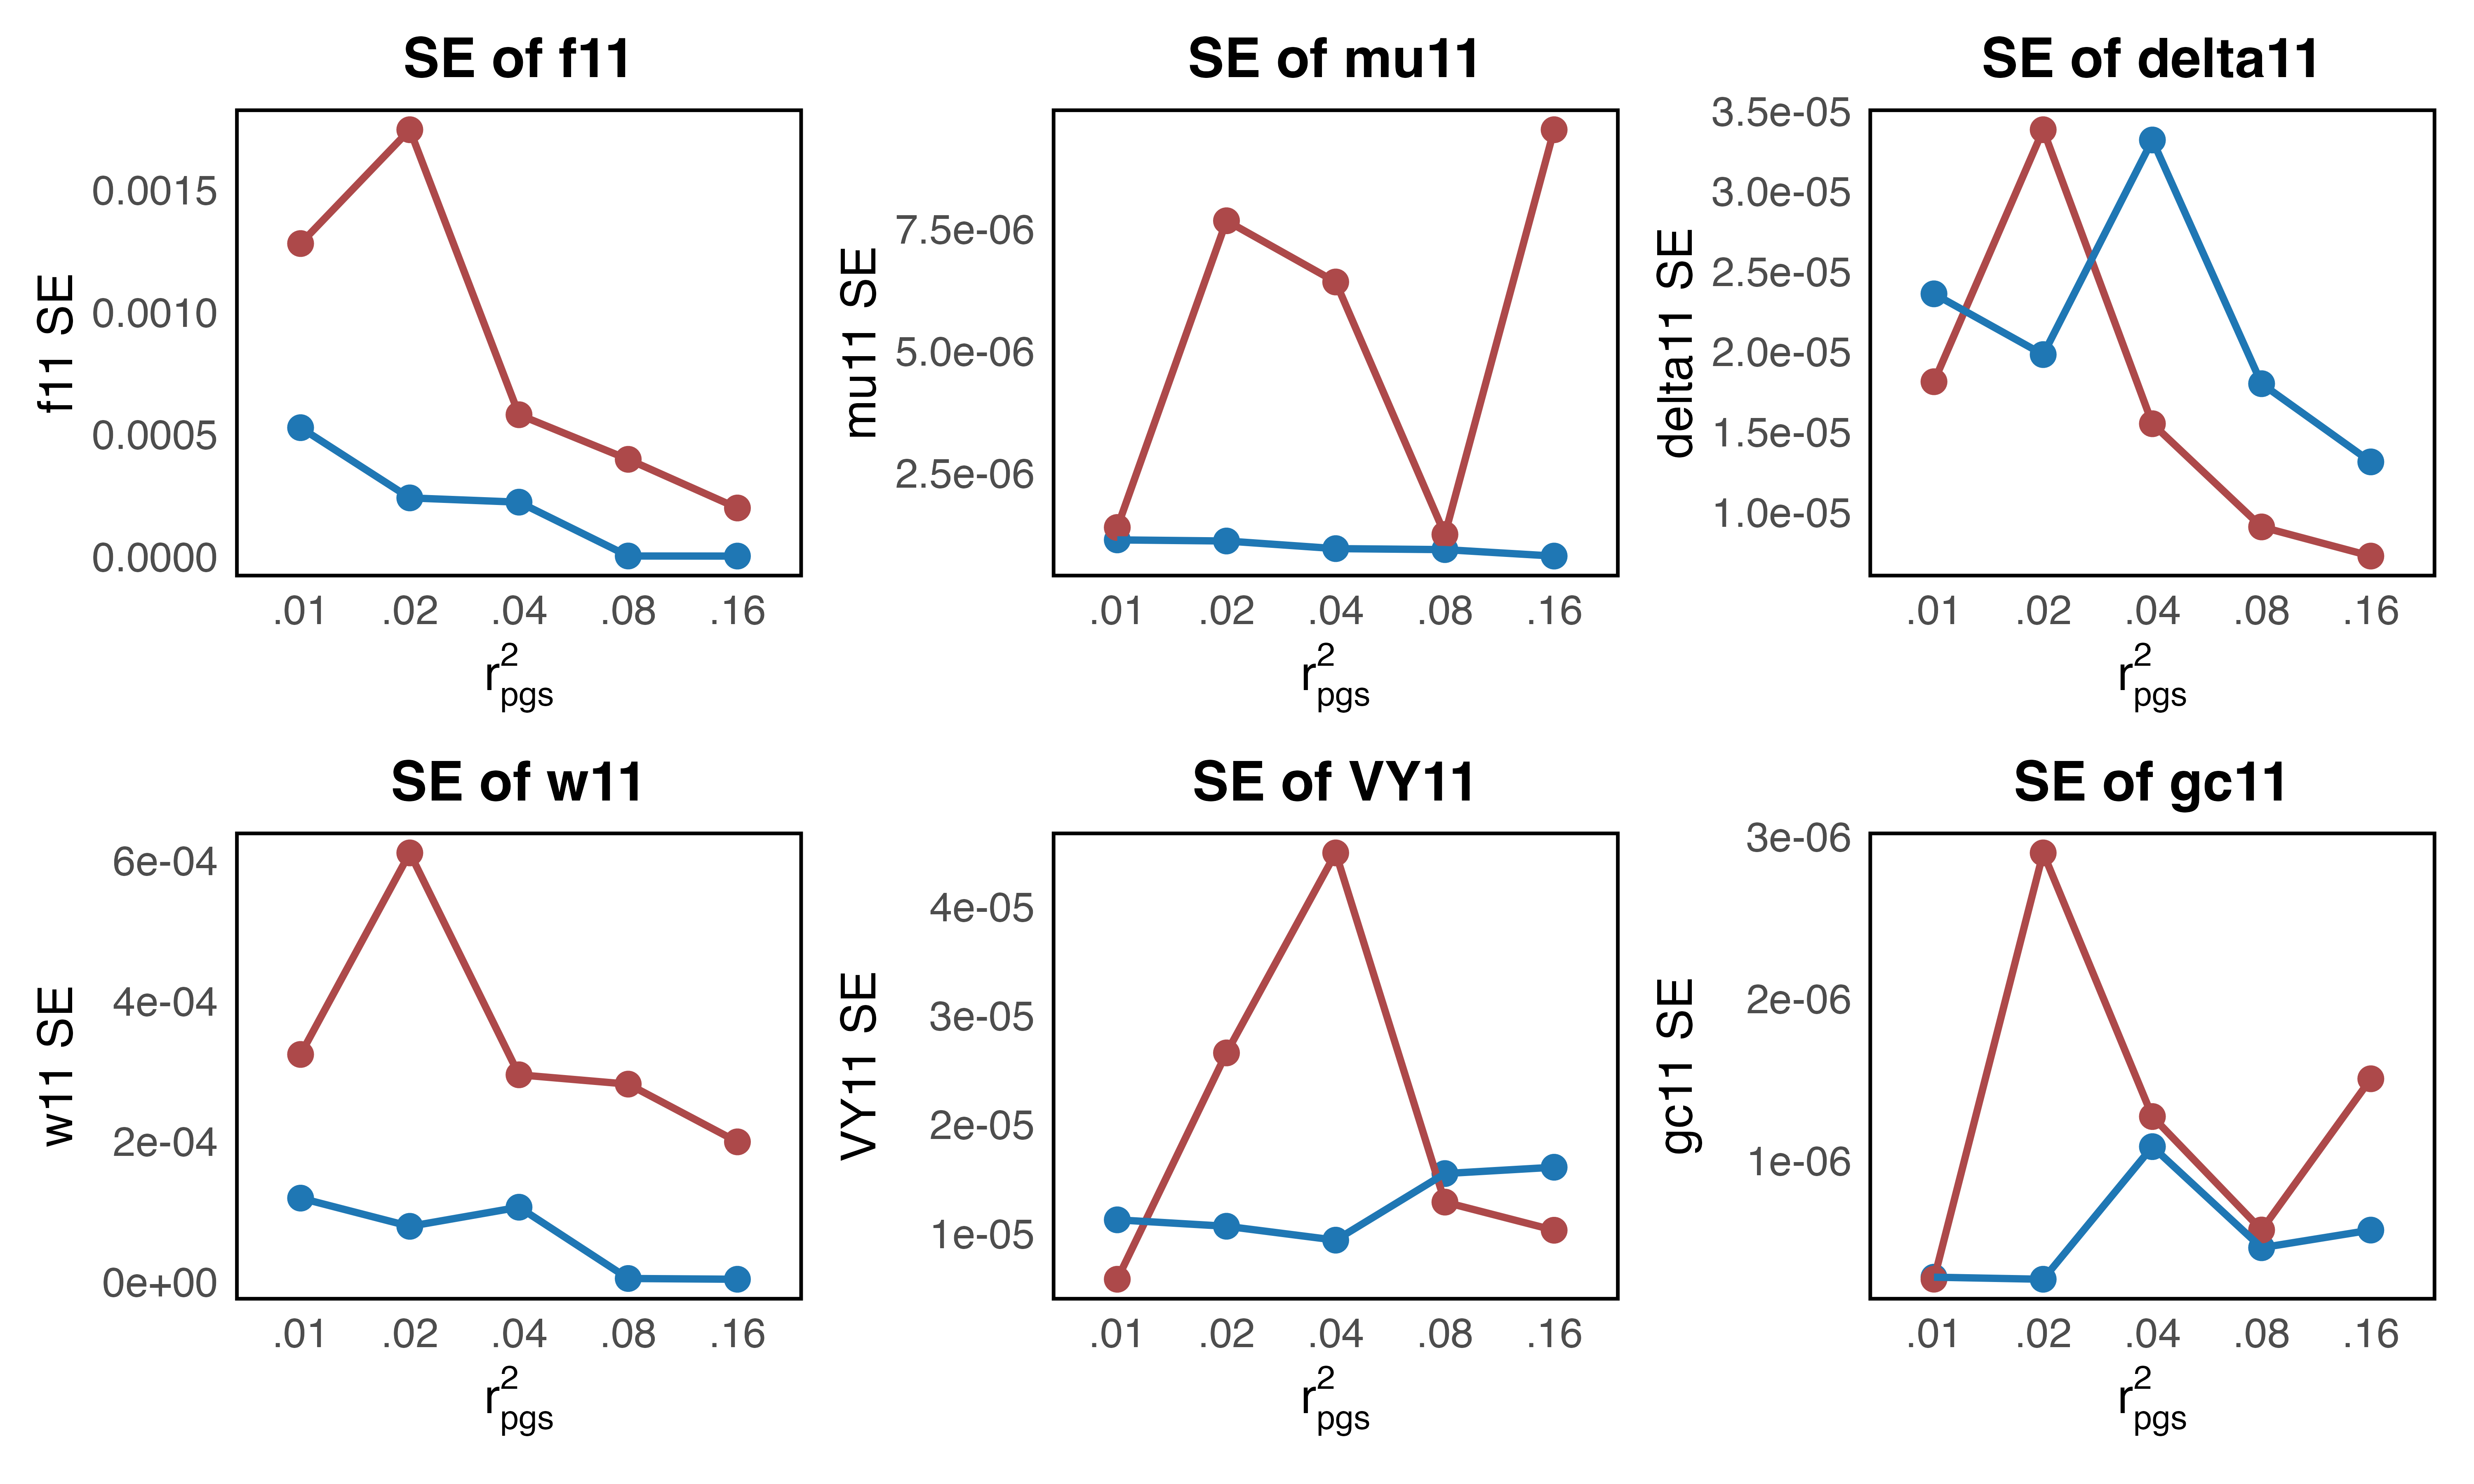 SE of f11
f11 SE
0.0015
0.0010
0.0005
0.0000
.01 .02 .04 .08 .16
r²pgs
SE of mu11
mu11 SE
7.5e-06
5.0e-06
2.5e-06
.01 .02 .04 .08 .16
r²pgs
SE of delta11
delta11 SE
3.5e-05
3.0e-05
2.5e-05
2.0e-05
1.5e-05
1.0e-05
.01 .02 .04 .08 .16
r²pgs
SE of w11
w11 SE
6e-04
4e-04
2e-04
0e+00
.01 .02 .04 .08 .16
r²pgs
SE of VY11
VY11 SE
4e-05
3e-05
2e-05
1e-05
.01 .02 .04 .08 .16
r²pgs
SE of gc11
gc11 SE
3e-06
2e-06
1e-06
.01 .02 .04 .08 .16
r²pgs